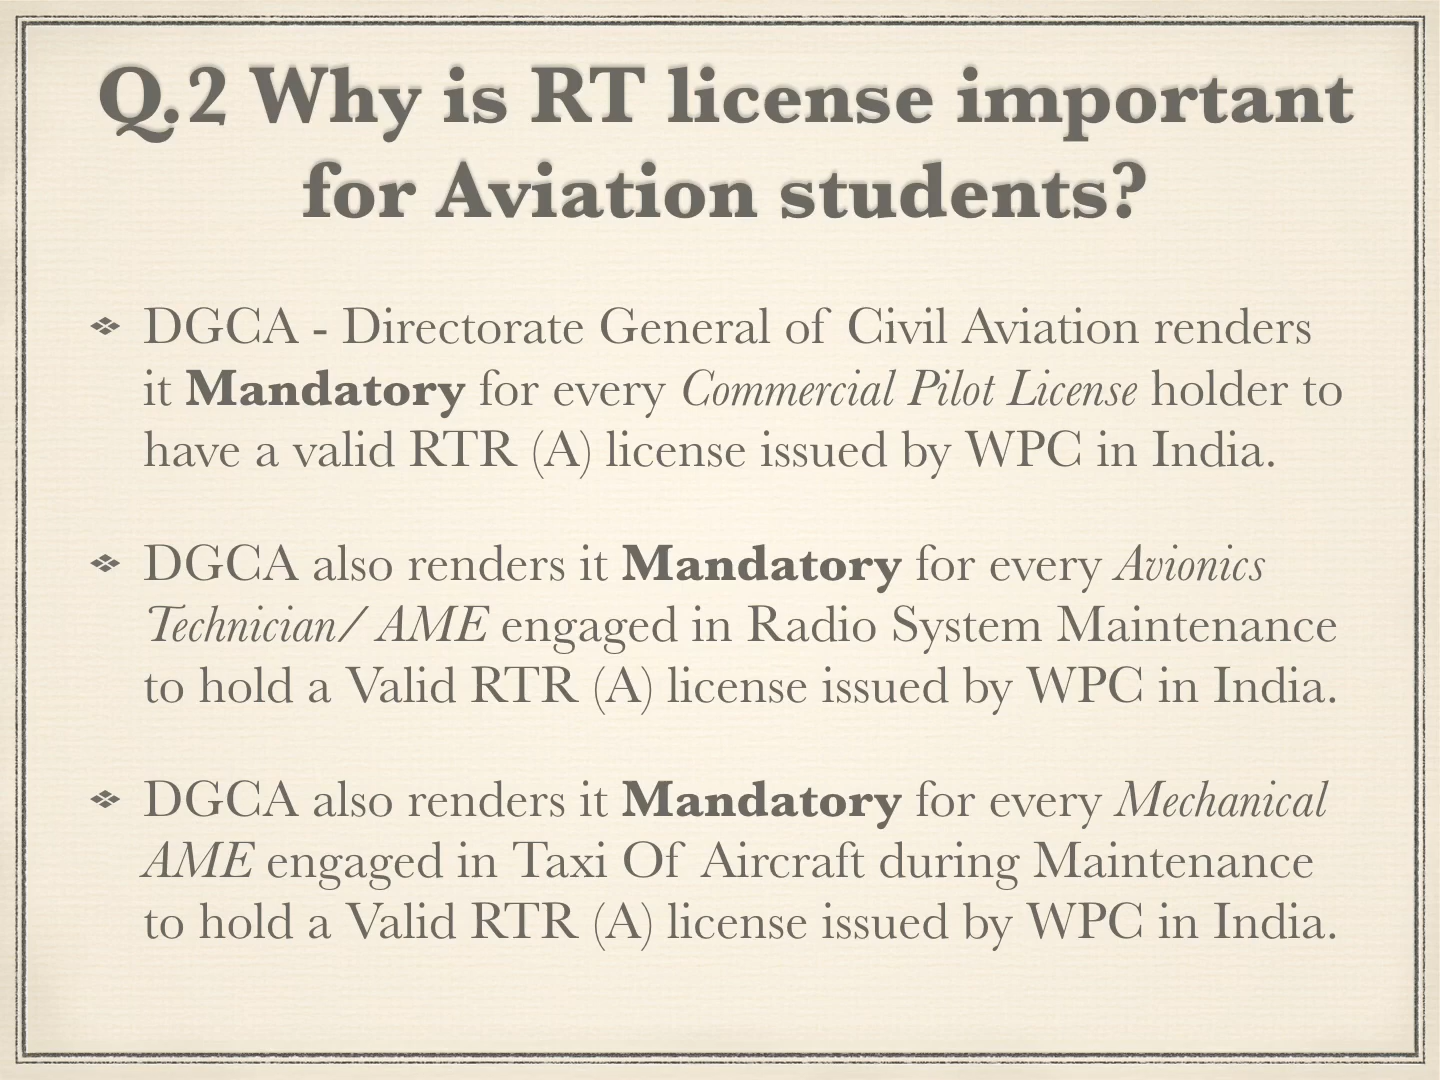 Q.2 Why is RT license important
for Aviation students?
DGCA - Directorate General of Civil Aviation renders
it Mandatory for every Commercial Pilot License holder to
have a valid RTR (A) license issued by WPC in India.
DGCA also renders it Mandatory for every Avionics
Technician/ AME engaged in Radio System Maintenance
to hold a Valid RTR (A) license issued by WPC in India.
DGCA also renders it Mandatory for every Mechanical
AME engaged in Taxi Of Aircraft during Maintenance
to hold a Valid RTR (A) license issued by WPC in India.